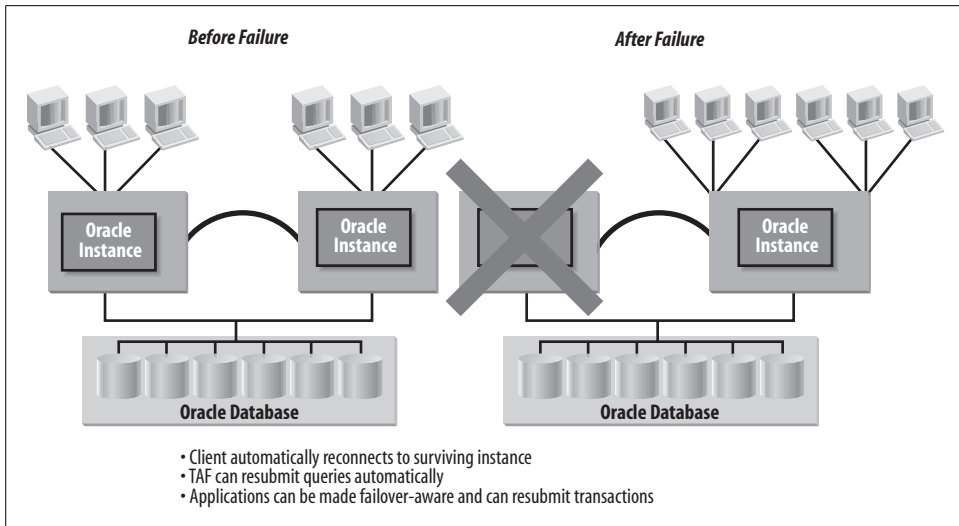 Before Failure
After Failure
Oracle
Instance
Oracle
Instance
Oracle
Instance
Oracle Database
Oracle Database
• Client automatically reconnects to surviving instance
• TAF can resubmit queries automatically
• Applications can be made failover-aware and can resubmit transactions